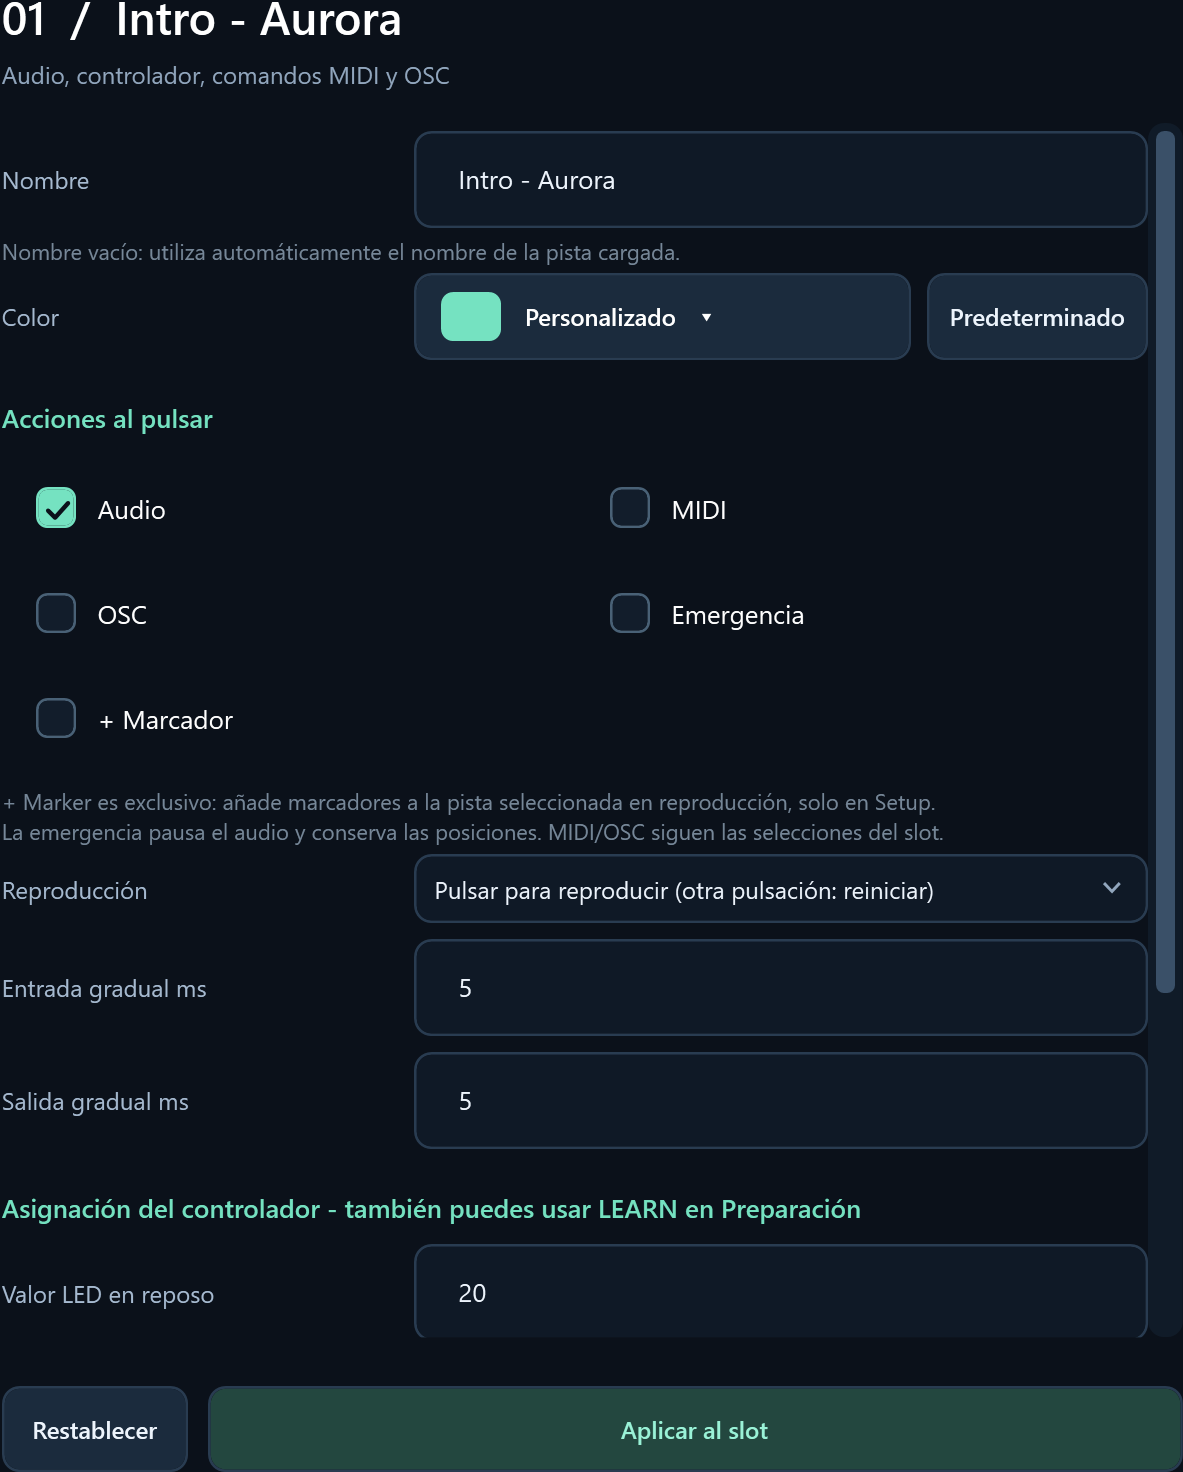 01 / Intro - Aurora
Audio, controlador, comandos MIDI y OSC
Nombre
Intro - Aurora
Nombre vacío: utiliza automáticamente el nombre de la pista cargada.
Color
Personalizado
Predeterminado
Acciones al pulsar
Audio
MIDI
OSC
Emergencia
+ Marcador
+ Marker es exclusivo: añade marcadores a la pista seleccionada en reproducción, solo en Setup.
La emergencia pausa el audio y conserva las posiciones. MIDI/OSC siguen las selecciones del slot.
Reproducción
Pulsar para reproducir (otra pulsación: reiniciar)
Entrada gradual ms
5
Salida gradual ms
5
Asignación del controlador - también puedes usar LEARN en Preparación
Valor LED en reposo
20
Restablecer
Aplicar al slot